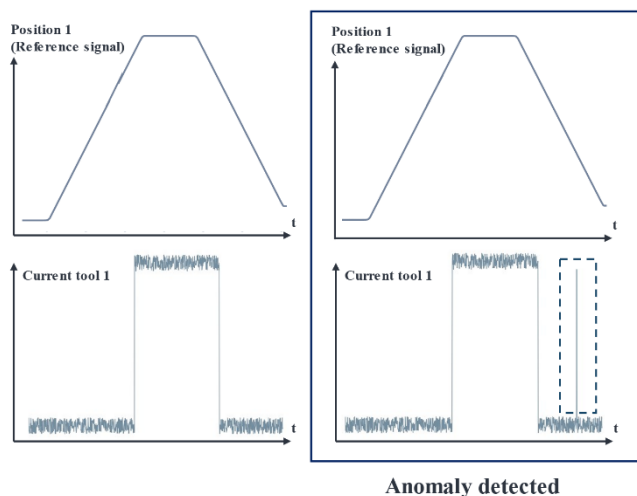 Position 1
(Reference signal)
t
Current tool 1
t
Position 1
(Reference signal)
t
Current tool 1
t
Anomaly detected